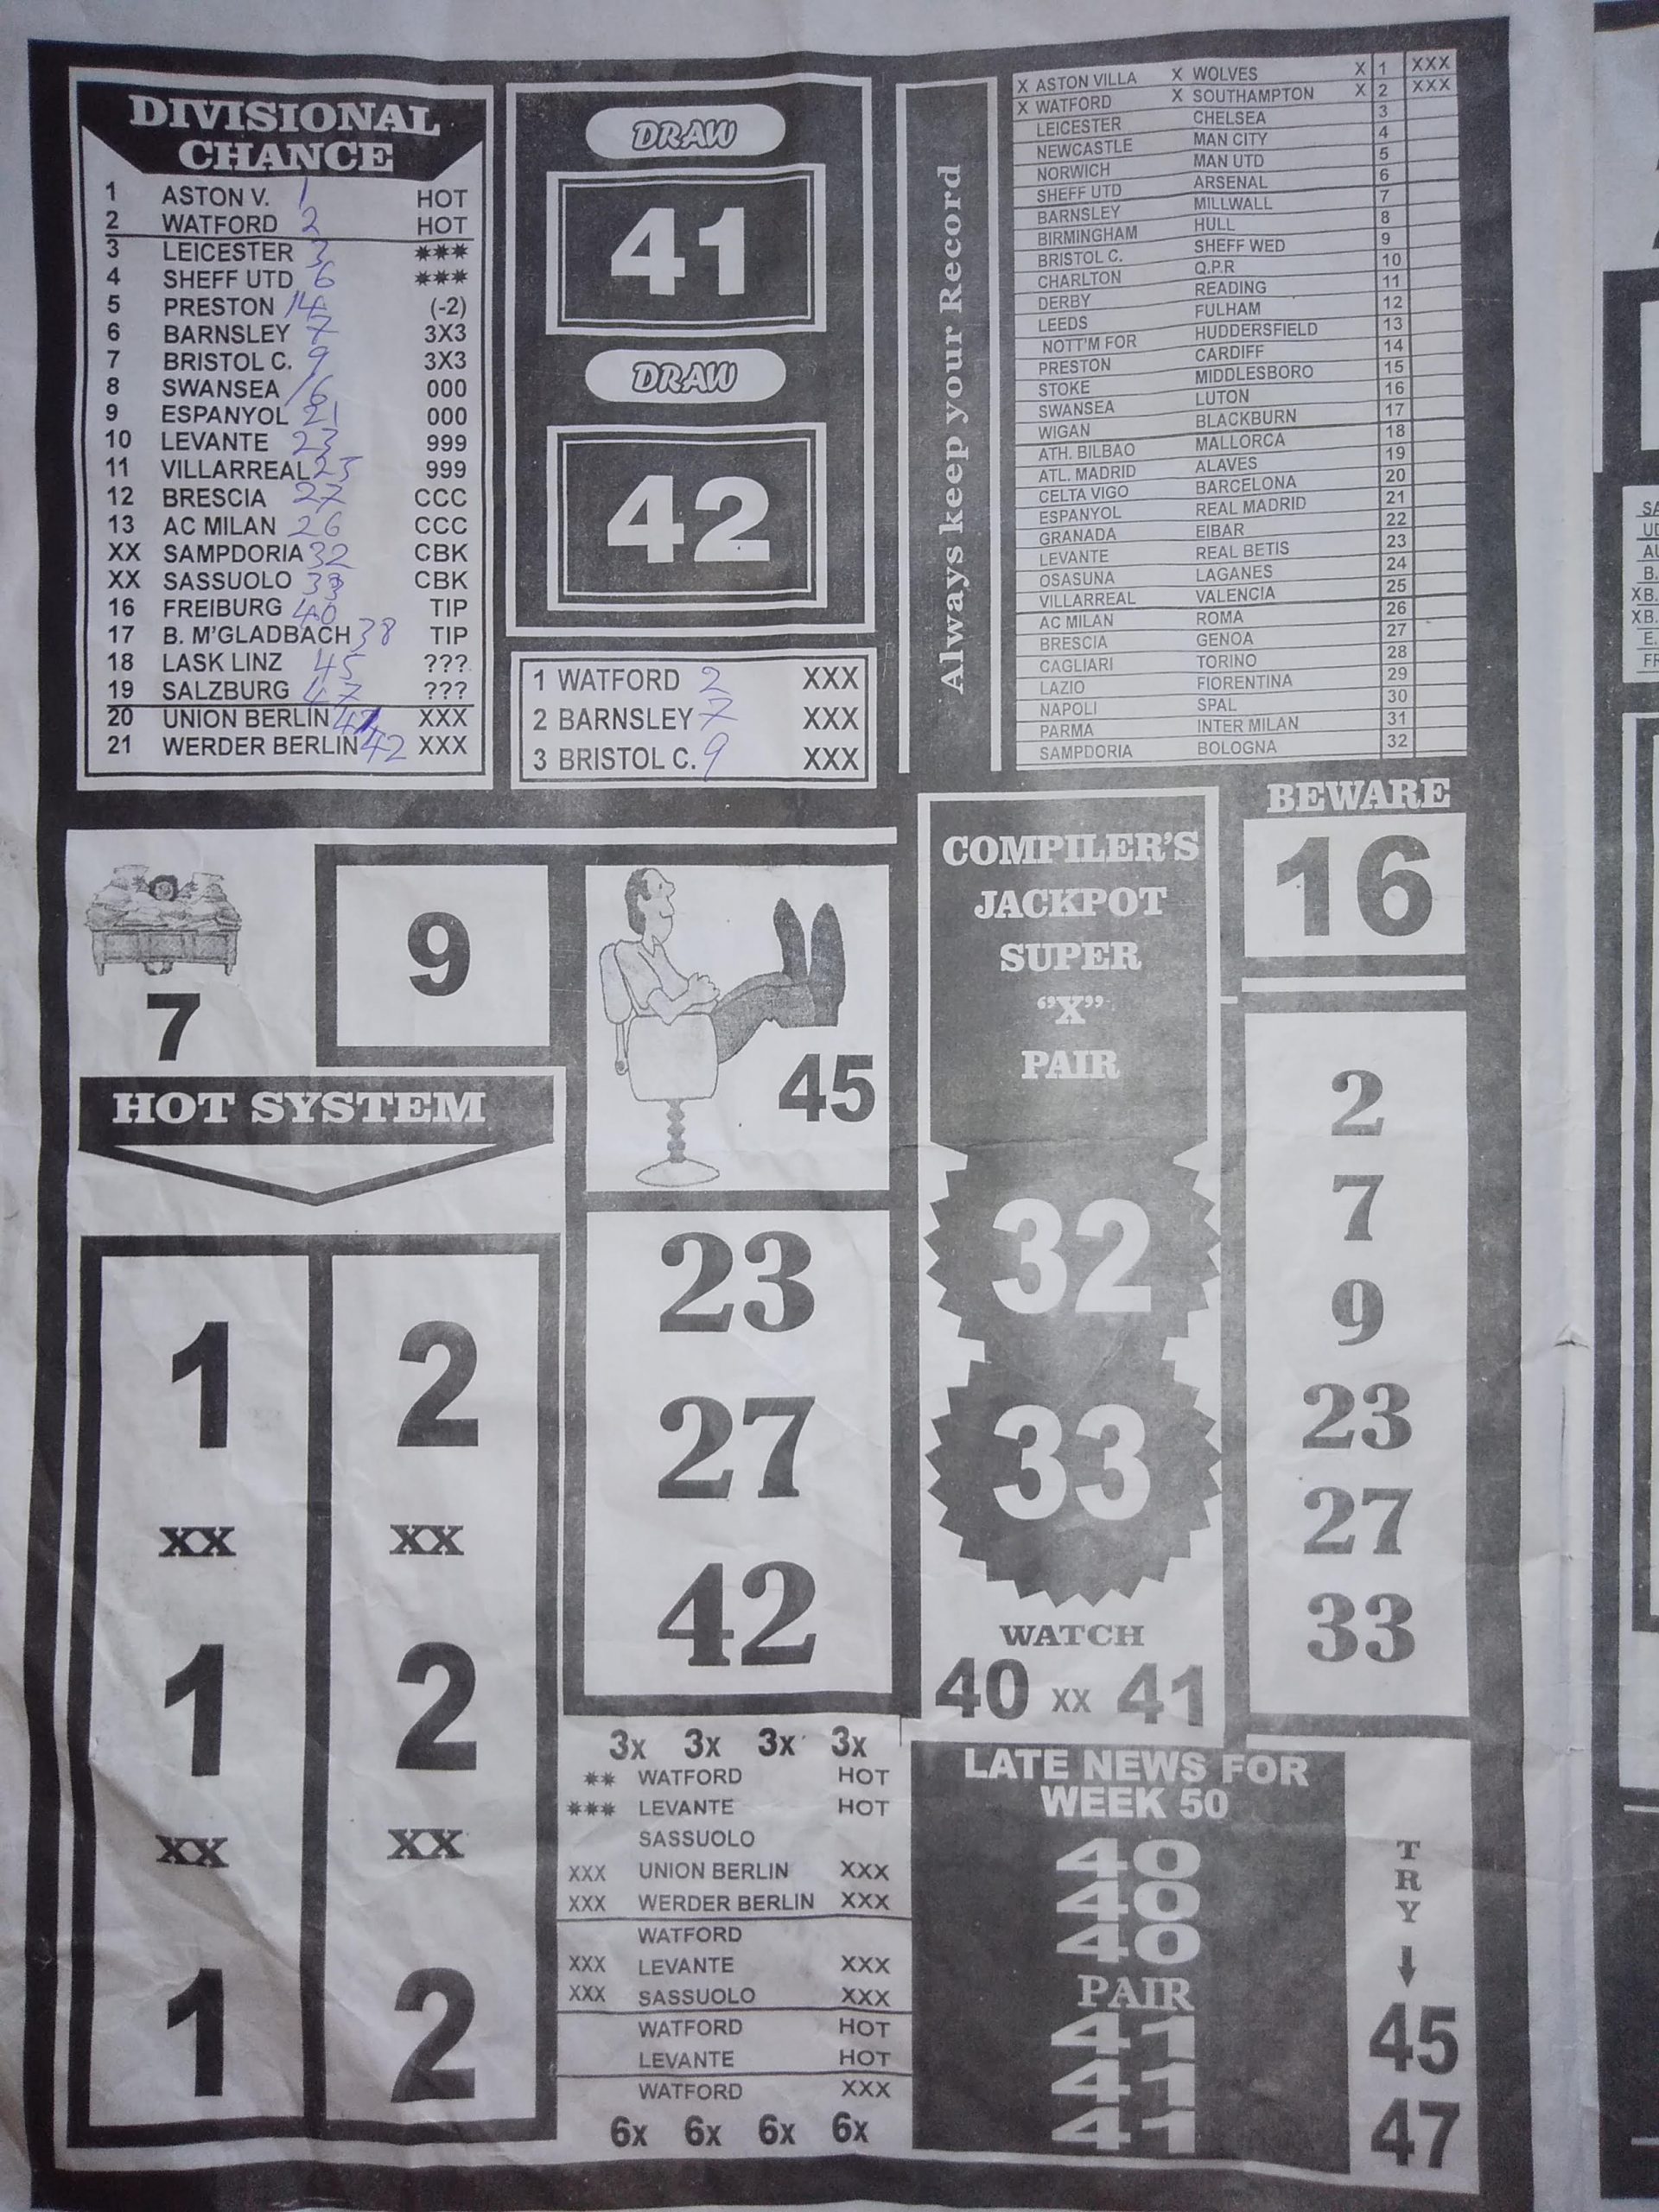 DIVISIONAL
CHANCE
1 ASTON V. 1 HOT
2 WATFORD 2 HOT
3 LEICESTER 3 ***
4 SHEFF UTD 6 ***
5 PRESTON 14 (-2)
6 BARNSLEY 7 3X3
7 BRISTOL C. 9 3X3
8 SWANSEA 16 000
9 ESPANYOL 21 000
10 LEVANTE 23 999
11 VILLARREAL 23 999
12 BRESCIA 27 CCC
13 AC MILAN 26 CCC
XX SAMPDORIA 32 CBK
XX SASSUOLO 33 CBK
16 FREIBURG 40 TIP
17 B. M'GLADBACH 38 TIP
18 LASK LINZ 45 ???
19 SALZBURG 47 ???
20 UNION BERLIN XXX
21 WERDER BERLIN 42 XXX
DRAW
41
DRAW
42
1 WATFORD 2 XXX
2 BARNSLEY 7 XXX
3 BRISTOL C. 9 XXX
Always keep your Record
X ASTON VILLA X WOLVES X 1 XXX
X WATFORD X SOUTHAMPTON X 2 XXX
LEICESTER CHELSEA 3
NEWCASTLE MAN CITY 4
NORWICH MAN UTD 5
SHEFF UTD ARSENAL 6
BARNSLEY MILLWALL 7
BIRMINGHAM HULL 8
BRISTOL C. SHEFF WED 9
CHARLTON Q.P.R 10
DERBY READING 11
LEEDS FULHAM 12
NOTT'M FOR HUDDERSFIELD 13
PRESTON CARDIFF 14
STOKE MIDDLESBORO 15
SWANSEA LUTON 16
WIGAN BLACKBURN 17
ATH. BILBAO MALLORCA 18
ATL. MADRID ALAVES 19
CELTA VIGO BARCELONA 20
ESPANYOL REAL MADRID 21
GRANADA EIBAR 22
LEVANTE REAL BETIS 23
OSASUNA LAGANES 24
VILLARREAL VALENCIA 25
AC MILAN ROMA 26
BRESCIA GENOA 27
CAGLIARI TORINO 28
LAZIO FIORENTINA 29
NAPOLI SPAL 30
PARMA INTER MILAN 31
SAMPDORIA BOLOGNA 32
7
9
45
HOT SYSTEM
1 2
XX XX
1 2
XX XX
1 2
23
27
42
COMPILER'S
JACKPOT
SUPER
"X"
PAIR
32
33
WATCH
40 XX 41
BEWARE
16
2
7
9
23
27
33
3x 3x 3x 3x
** WATFORD HOT
*** LEVANTE HOT
SASSUOLO
XXX UNION BERLIN XXX
XXX WERDER BERLIN XXX
WATFORD
XXX LEVANTE XXX
XXX SASSUOLO XXX
WATFORD HOT
LEVANTE HOT
WATFORD XXX
6x 6x 6x 6x
LATE NEWS FOR
WEEK 50
40
40
40
PAIR
41
41
41
TRY
45
47